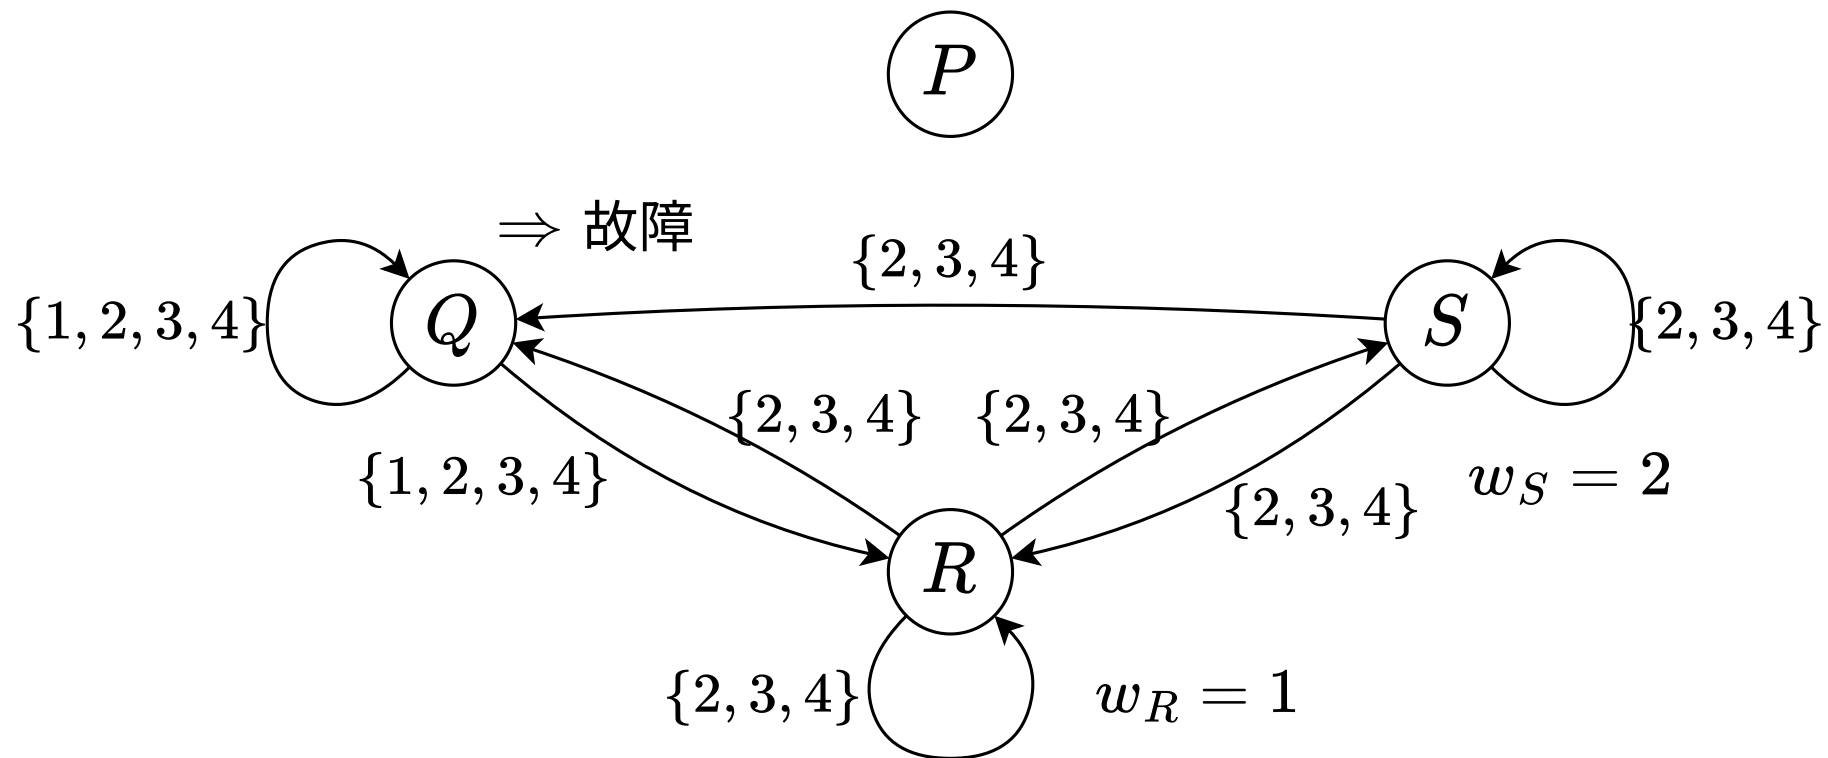 P
⇒ 故障
{2, 3, 4}
{1, 2, 3, 4}
Q
S
{2, 3, 4}
{2, 3, 4}
{2, 3, 4}
{1, 2, 3, 4}
w_S = 2
{2, 3, 4}
R
{2, 3, 4}
w_R = 1